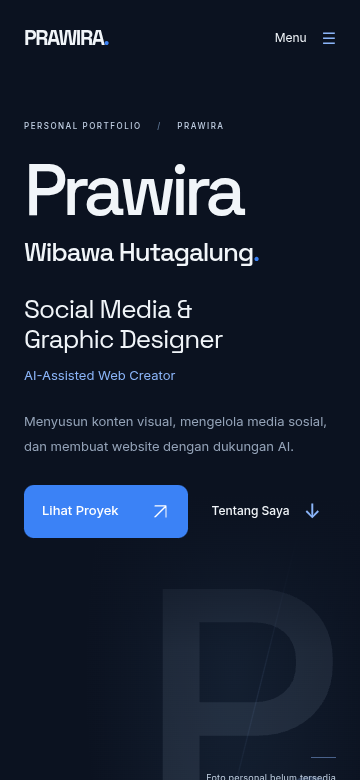 PRAWIRA.
Menu
PERSONAL PORTFOLIO / PRAWIRA
Prawira
Wibawa Hutagalung.
Social Media &
Graphic Designer
AI-Assisted Web Creator
Menyusun konten visual, mengelola media sosial,
dan membuat website dengan dukungan AI.
Lihat Proyek
Tentang Saya
P
Foto personal belum tersedia